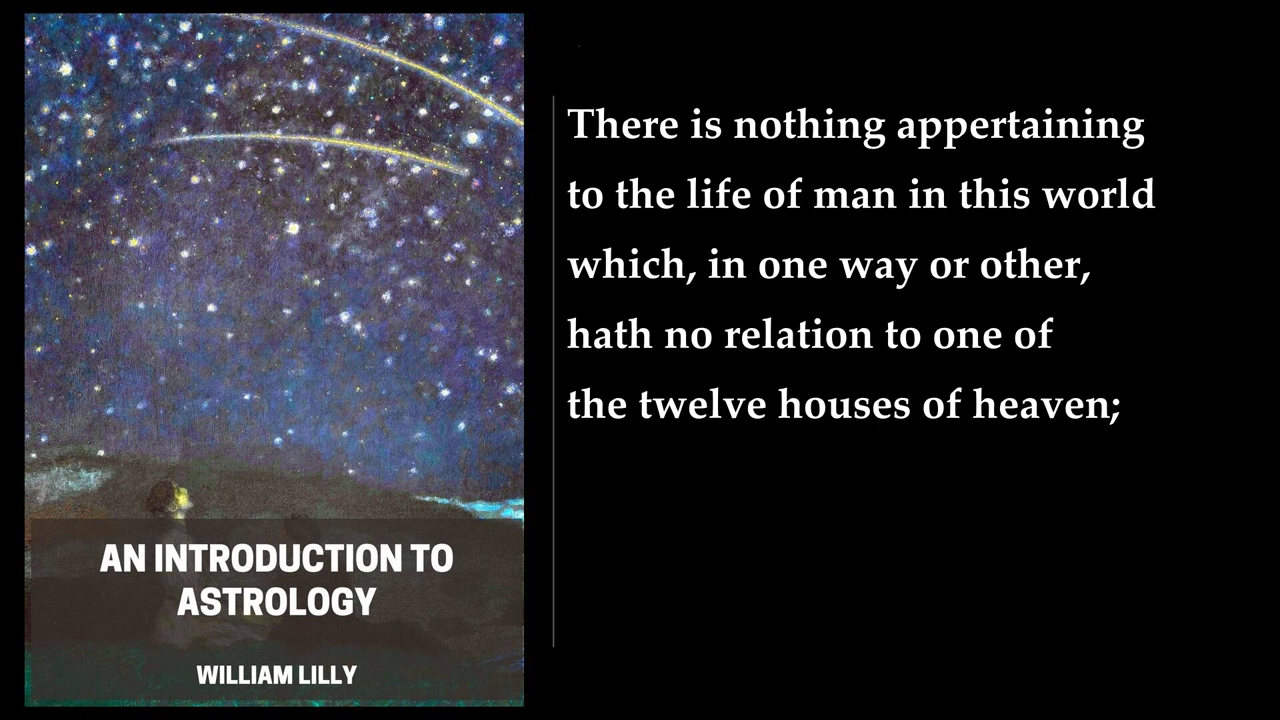 AN INTRODUCTION TO
ASTROLOGY
WILLIAM LILLY
There is nothing appertaining
to the life of man in this world
which, in one way or other,
hath no relation to one of
the twelve houses of heaven;